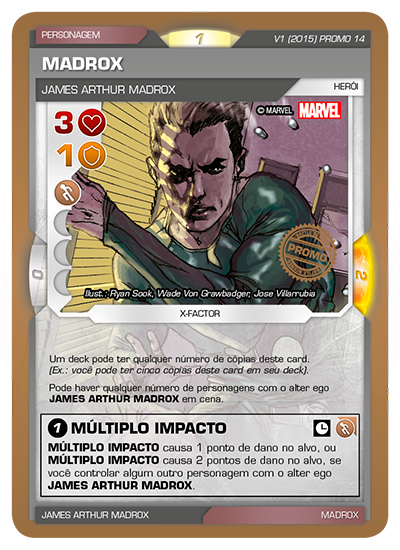 PERSONAGEM
1
V1 (2015) PROMO 14
MADROX
JAMES ARTHUR MADROX
HERÓI
3
© MARVEL MARVEL
1
PROMO
0
2
Ilust.: Ryan Sook, Wade Von Grawbadger, Jose Villarrubia
X-FACTOR
Um deck pode ter qualquer número de cópias deste card.
(Ex.: você pode ter cinco cópias deste card em seu deck).
Pode haver qualquer número de personagens com o alter ego
JAMES ARTHUR MADROX em cena.
1 MÚLTIPLO IMPACTO
MÚLTIPLO IMPACTO causa 1 ponto de dano no alvo, ou
MÚLTIPLO IMPACTO causa 2 pontos de dano no alvo, se
você controlar algum outro personagem com o alter ego
JAMES ARTHUR MADROX.
JAMES ARTHUR MADROX
MADROX